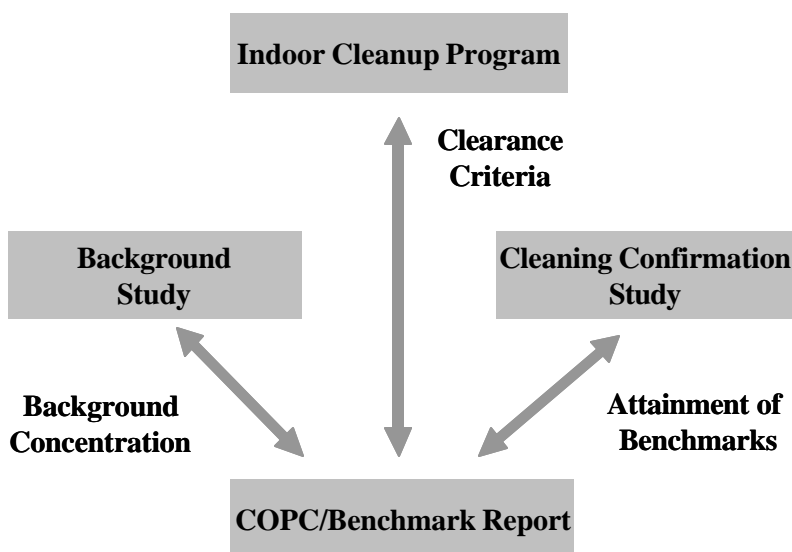 Indoor Cleanup Program
Clearance
Criteria
Background
Study
Cleaning Confirmation
Study
Background
Concentration
Attainment of
Benchmarks
COPC/Benchmark Report